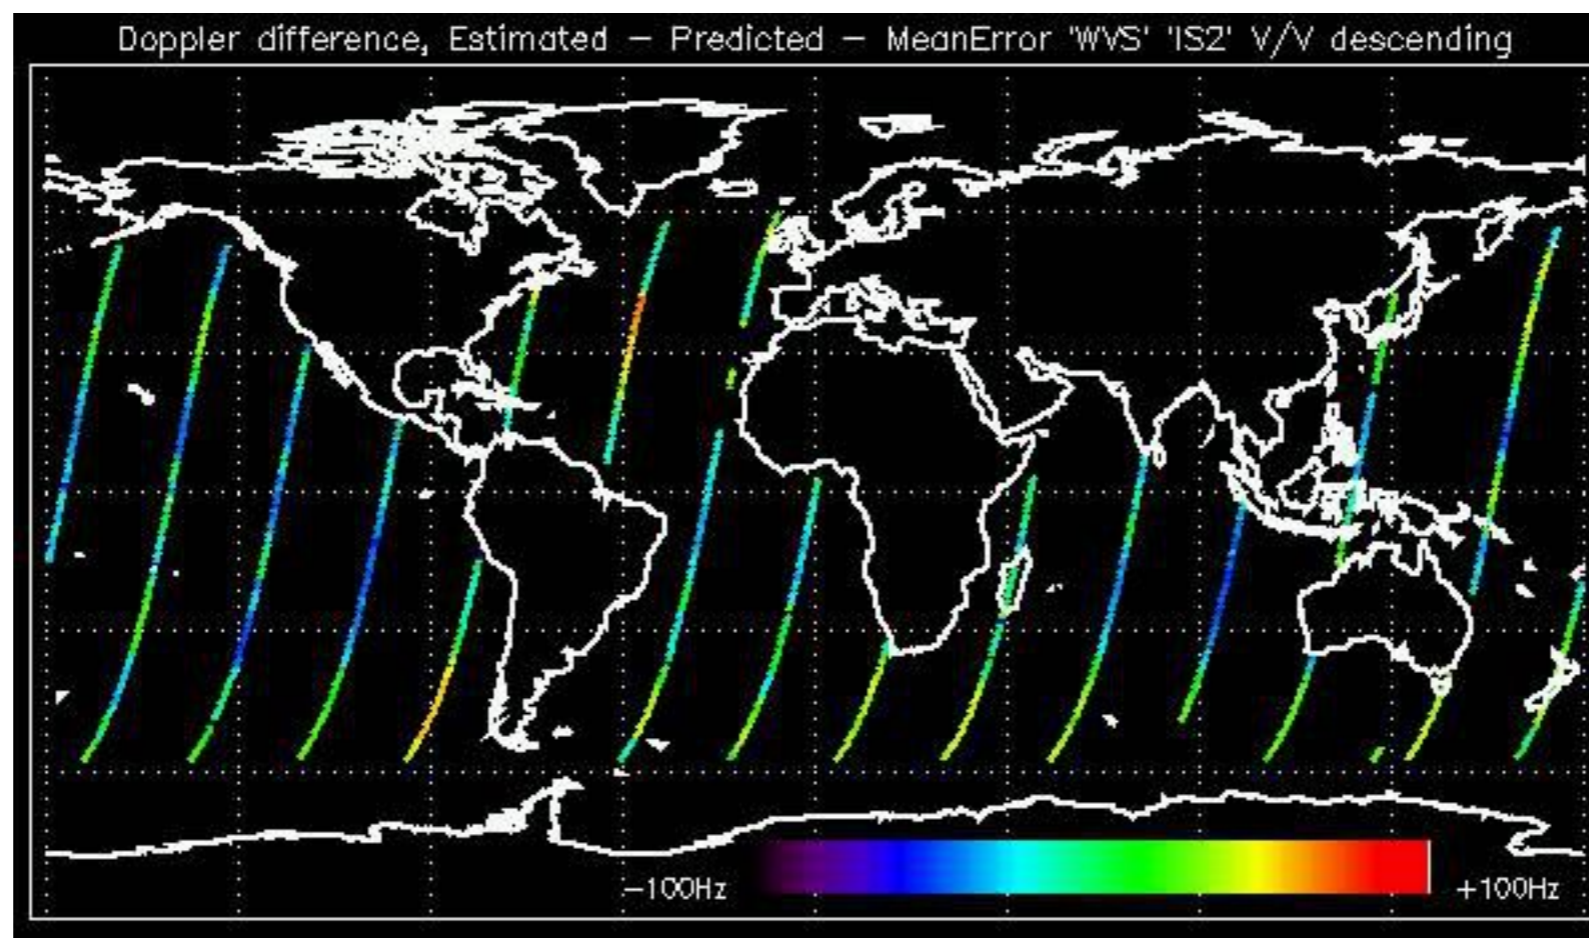 Doppler difference, Estimated – Predicted – MeanError 'WVS' 'IS2' V/V descending
-100Hz
+100Hz